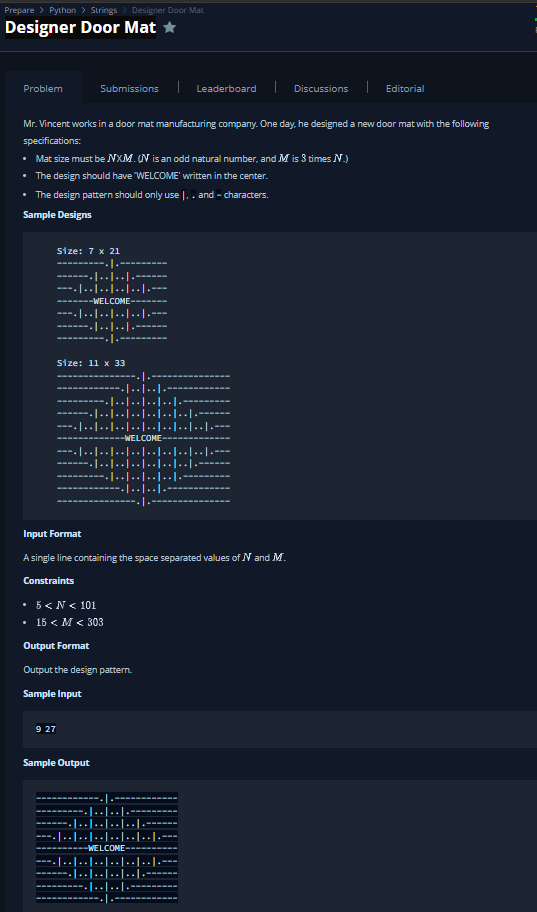 Prepare > Python > Strings > Designer Door Mat
Designer Door Mat ★
Problem Submissions Leaderboard Discussions Editorial
Mr. Vincent works in a door mat manufacturing company. One day, he designed a new door mat with the following
specifications:
• Mat size must be NXM. (N is an odd natural number, and M is 3 times N.)
• The design should have 'WELCOME' written in the center.
• The design pattern should only use |, . and - characters.
Sample Designs
Size: 7 x 21
---------.|.---------
------.|..|..|.------
---.|..|..|..|..|.---
-------WELCOME-------
---.|..|..|..|..|.---
------.|..|..|.------
---------.|.---------
Size: 11 x 33
---------------.|.---------------
------------.|..|..|.------------
---------.|..|..|..|..|.---------
------.|..|..|..|..|..|..|.------
---.|..|..|..|..|..|..|..|..|.---
-------------WELCOME-------------
---.|..|..|..|..|..|..|..|..|.---
------.|..|..|..|..|..|..|.------
---------.|..|..|..|..|.---------
------------.|..|..|.------------
---------------.|.---------------
Input Format
A single line containing the space separated values of N and M.
Constraints
• 5 < N < 101
• 15 < M < 303
Output Format
Output the design pattern.
Sample Input
9 27
Sample Output
------------.|.------------
---------.|..|..|.---------
------.|..|..|..|..|.------
---.|..|..|..|..|..|..|.---
----------WELCOME----------
---.|..|..|..|..|..|..|.---
------.|..|..|..|..|.------
---------.|..|..|.---------
------------.|.------------